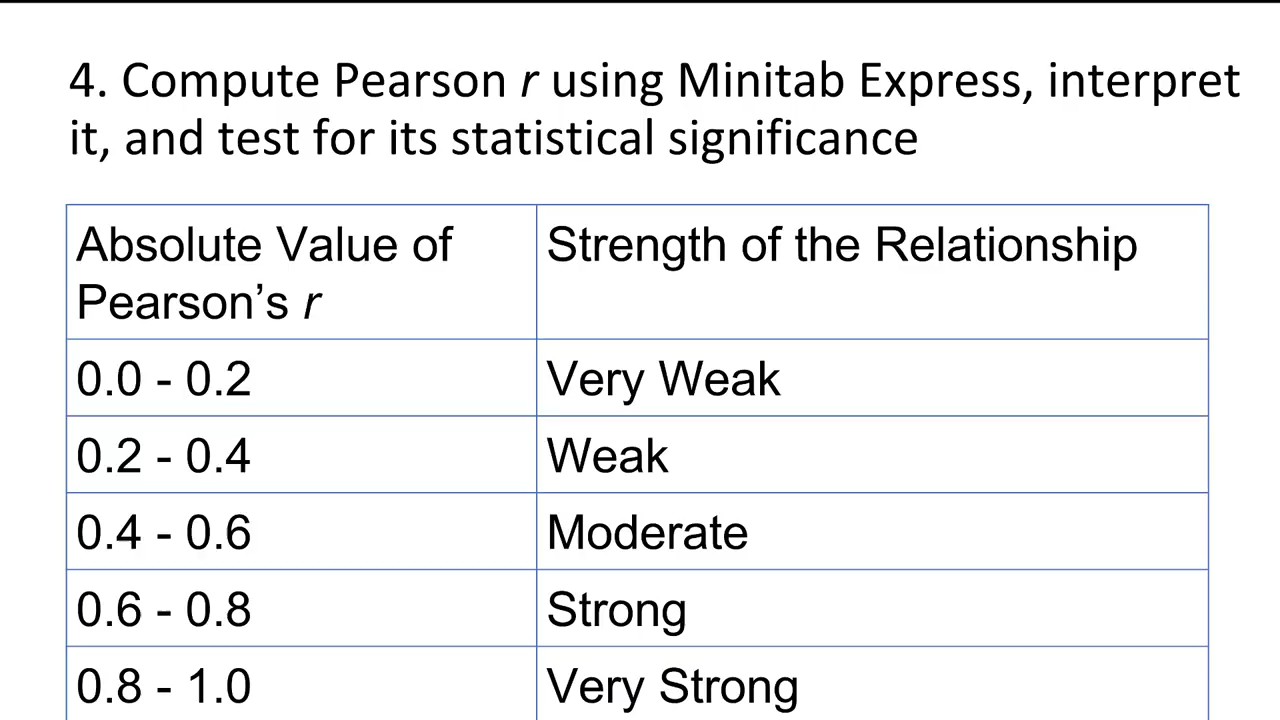 4. Compute Pearson r using Minitab Express, interpret
it, and test for its statistical significance
Absolute Value of
Pearson’s r
Strength of the Relationship
0.0 - 0.2
Very Weak
0.2 - 0.4
Weak
0.4 - 0.6
Moderate
0.6 - 0.8
Strong
0.8 - 1.0
Very Strong